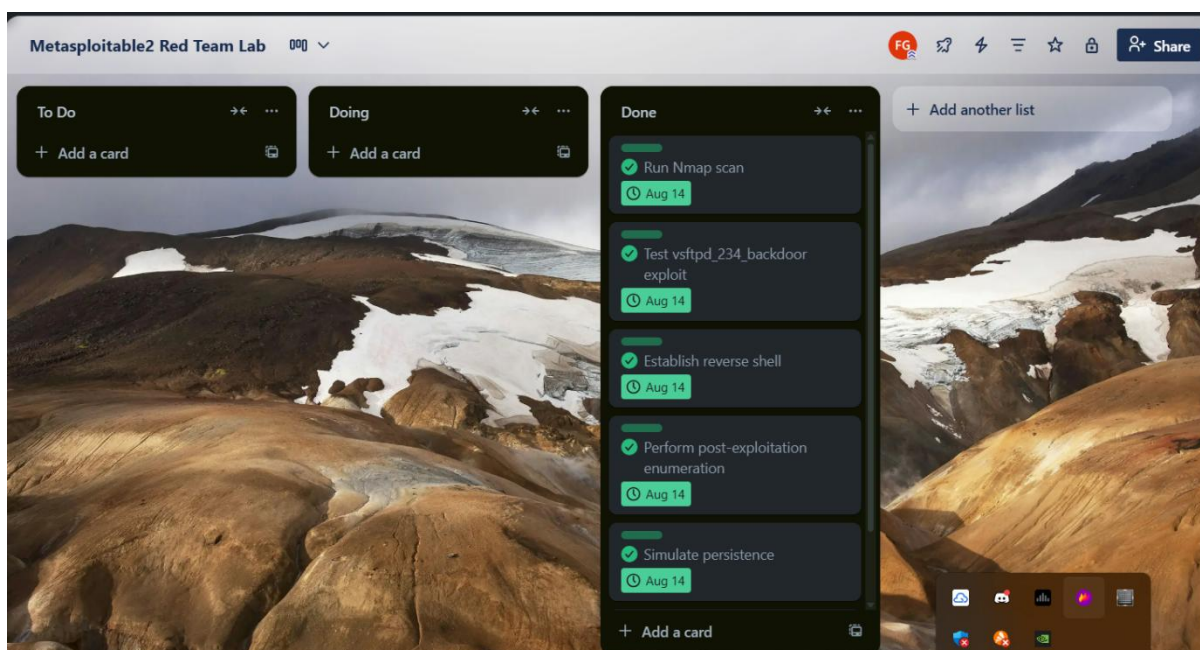 Metasploitable2 Red Team Lab
FG
Share
To Do
Add a card
Doing
Add a card
Done
Run Nmap scan
Aug 14
Test vsftpd_234_backdoor
exploit
Aug 14
Establish reverse shell
Aug 14
Perform post-exploitation
enumeration
Aug 14
Simulate persistence
Aug 14
Add a card
Add another list